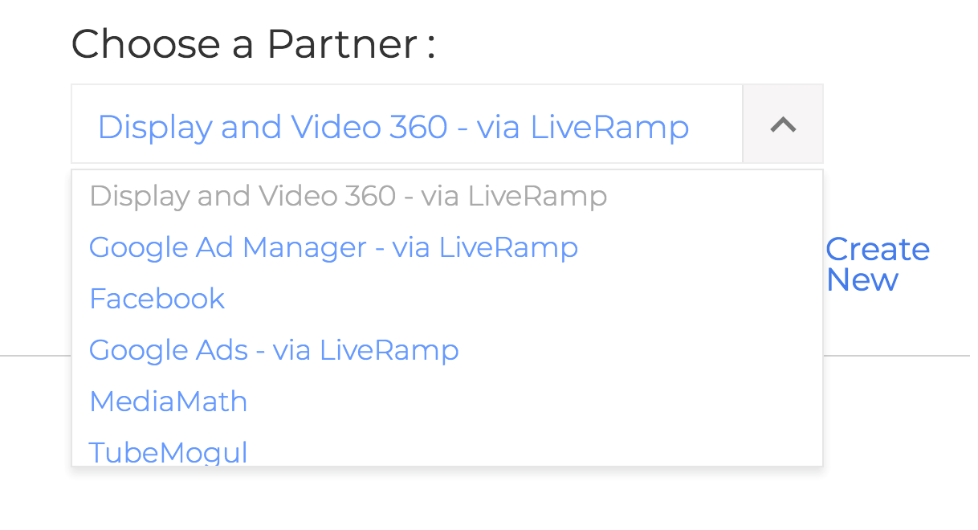 Choose a Partner :
Display and Video 360 - via LiveRamp
Display and Video 360 - via LiveRamp
Google Ad Manager - via LiveRamp
Create
New
Facebook
Google Ads - via LiveRamp
MediaMath
TubeMogul